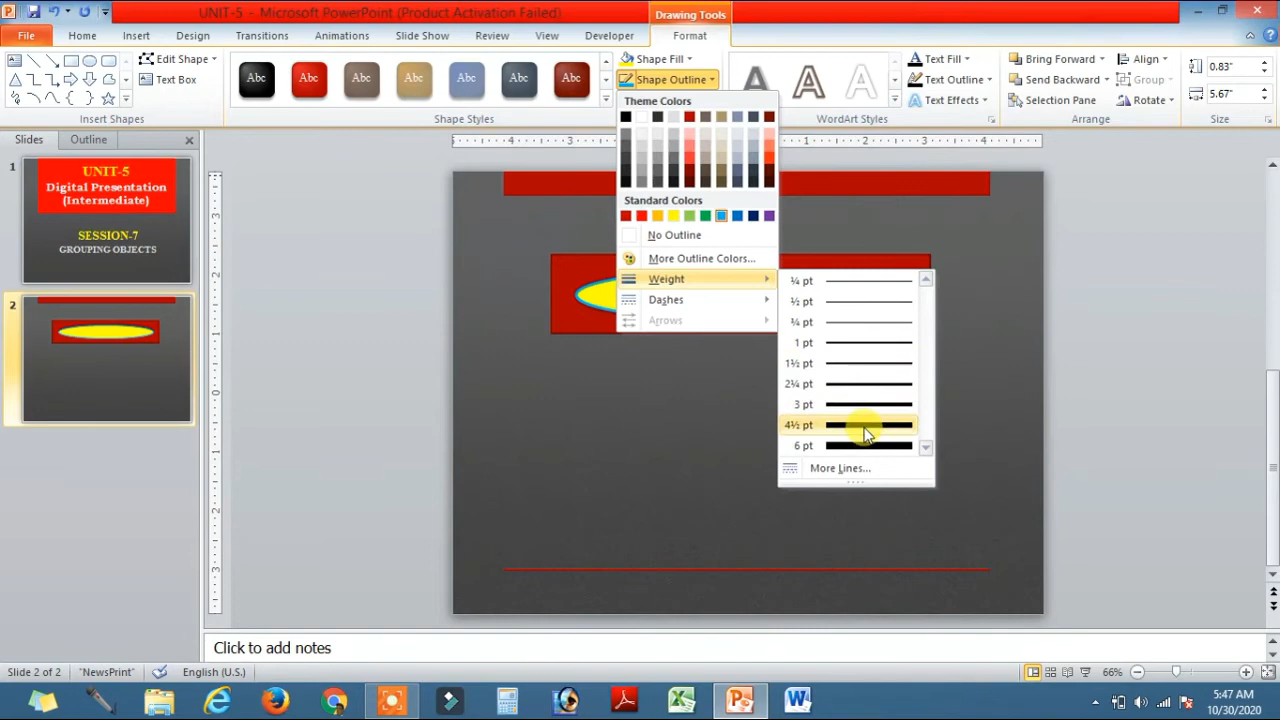 UNIT-5 - Microsoft PowerPoint (Product Activation Failed)
Drawing Tools
File Home Insert Design Transitions Animations Slide Show Review View Developer Format
Edit Shape
Text Box
Insert Shapes
Abc Abc Abc Abc Abc Abc Abc
Shape Styles
Shape Fill
Shape Outline
A A A
WordArt Styles
Text Fill
Text Outline
Text Effects
Bring Forward
Send Backward
Selection Pane
Align
Group
Rotate
0.83"
5.67"
Size
Slides Outline
1
UNIT-5
Digital Presentation
(Intermediate)
SESSION-7
GROUPING OBJECTS
2
Theme Colors
Standard Colors
No Outline
More Outline Colors...
Weight
Dashes
Arrows
¼ pt
½ pt
¾ pt
1 pt
1½ pt
2¼ pt
3 pt
4½ pt
6 pt
More Lines...
Click to add notes
Slide 2 of 2 "NewsPrint" English (U.S.) 66%
5:47 AM
10/30/2020